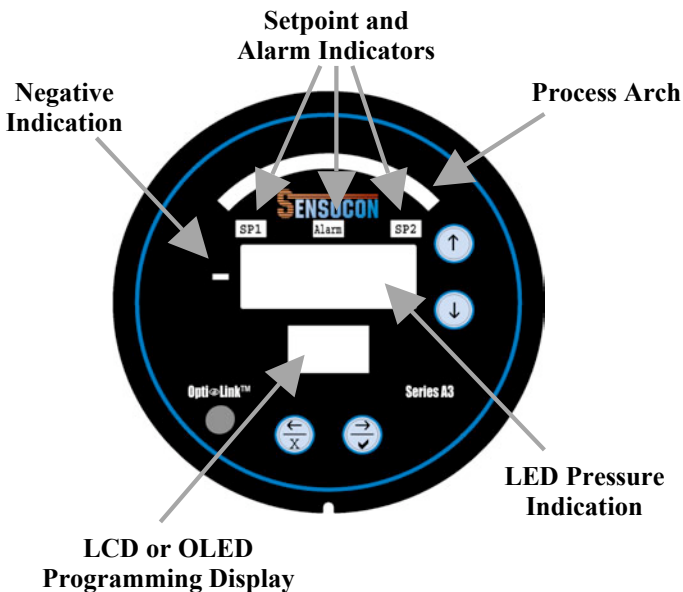 Setpoint and
Alarm Indicators
Negative
Indication
Process Arch
SENSOCON
SP1
Alarm
SP2
↑
↓
Opti Link™
Series A3
←
X
→
✓
LED Pressure
Indication
LCD or OLED
Programming Display